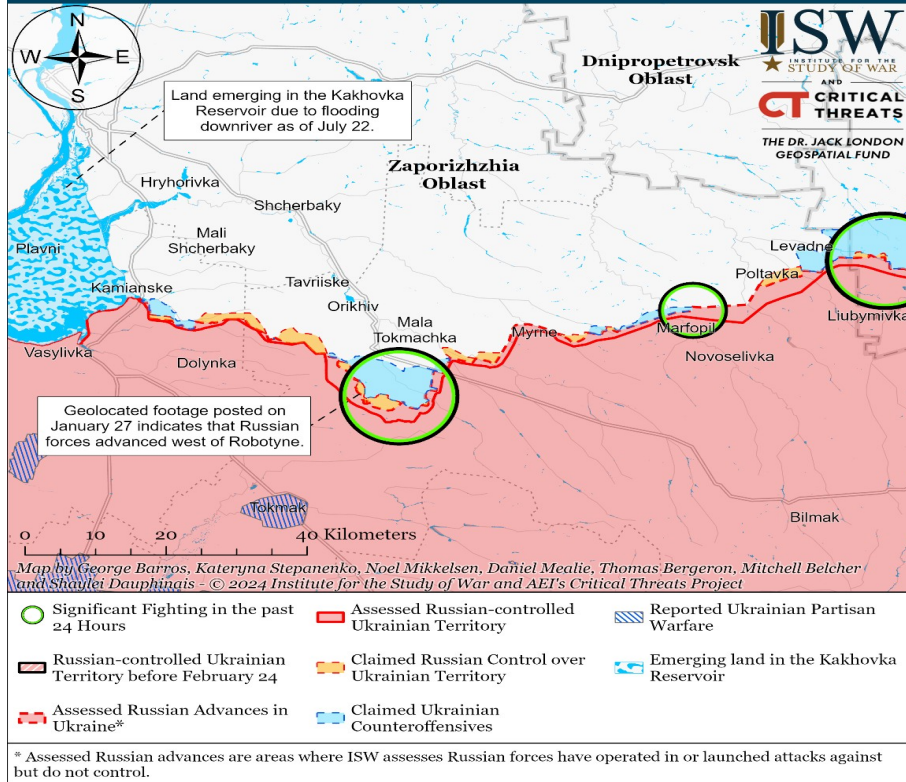 N
W
E
S
ISW
INSTITUTE FOR THE
STUDY OF WAR
AND
CT CRITICAL
THREATS
THE DR. JACK LONDON
GEOSPATIAL FUND
Dnipropetrovsk
Oblast
Land emerging in the Kakhovka
Reservoir due to flooding
downriver as of July 22.
Zaporizhzhia
Oblast
Hryhorivka
Shcherbaky
Mali
Shcherbaky
Plavni
Levadne
Tavriiske
Poltavka
Kamianske
Orikhiv
Liubymivka
Mala
Tokmachka
Myrne
Marfopil
Vasylivka
Dolynka
Novoselivka
Geolocated footage posted on
January 27 indicates that Russian
forces advanced west of Robotyne.
Tokmak
Bilmak
0 10 20 40 Kilometers
Map by George Barros, Kateryna Stepanenko, Noel Mikkelsen, Daniel Mealie, Thomas Bergeron, Mitchell Belcher
and Shaylei Dauphinais - © 2024 Institute for the Study of War and AEI's Critical Threats Project
Significant Fighting in the past
24 Hours
Assessed Russian-controlled
Ukrainian Territory
Reported Ukrainian Partisan
Warfare
Russian-controlled Ukrainian
Territory before February 24
Claimed Russian Control over
Ukrainian Territory
Emerging land in the Kakhovka
Reservoir
Assessed Russian Advances in
Ukraine*
Claimed Ukrainian
Counteroffensives
* Assessed Russian advances are areas where ISW assesses Russian forces have operated in or launched attacks against
but do not control.